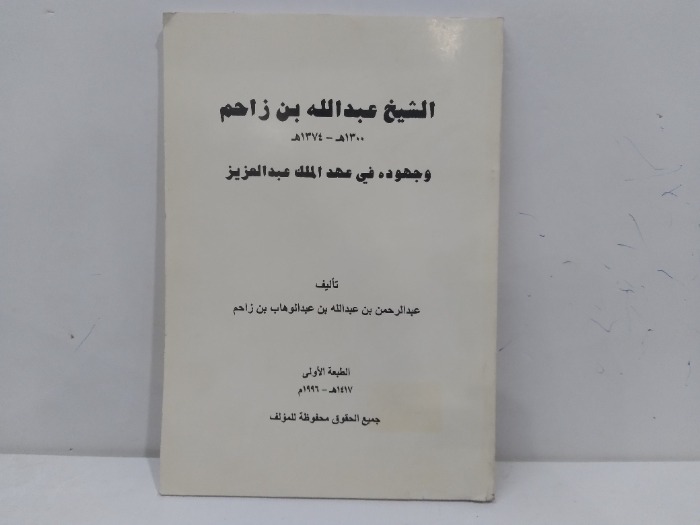 الشيخ عبدالله بن زاحم
١٣٠٠هـ - ١٣٧٤هـ
وجهوده في عهد الملك عبدالعزيز
تأليف
عبدالرحمن بن عبدالله بن عبدالوهاب بن زاحم
الطبعة الأولى
١٤١٧هـ - ١٩٩٦م
جميع الحقوق محفوظة للمؤلف